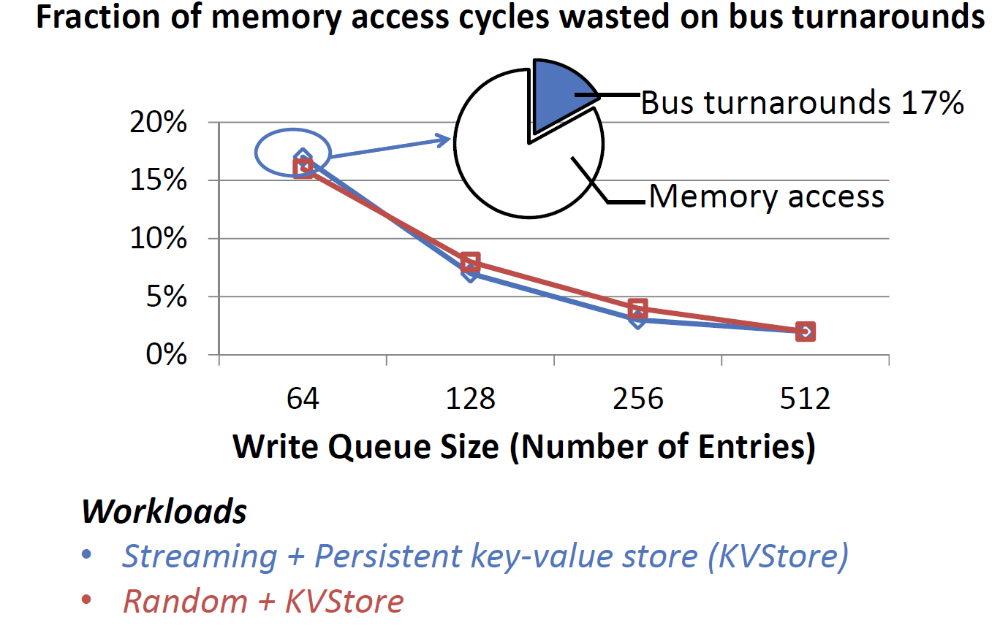 Fraction of memory access cycles wasted on bus turnarounds
Bus turnarounds 17%
Memory access
20%
15%
10%
5%
0%
64 128 256 512
Write Queue Size (Number of Entries)
Workloads
• Streaming + Persistent key-value store (KVStore)
• Random + KVStore